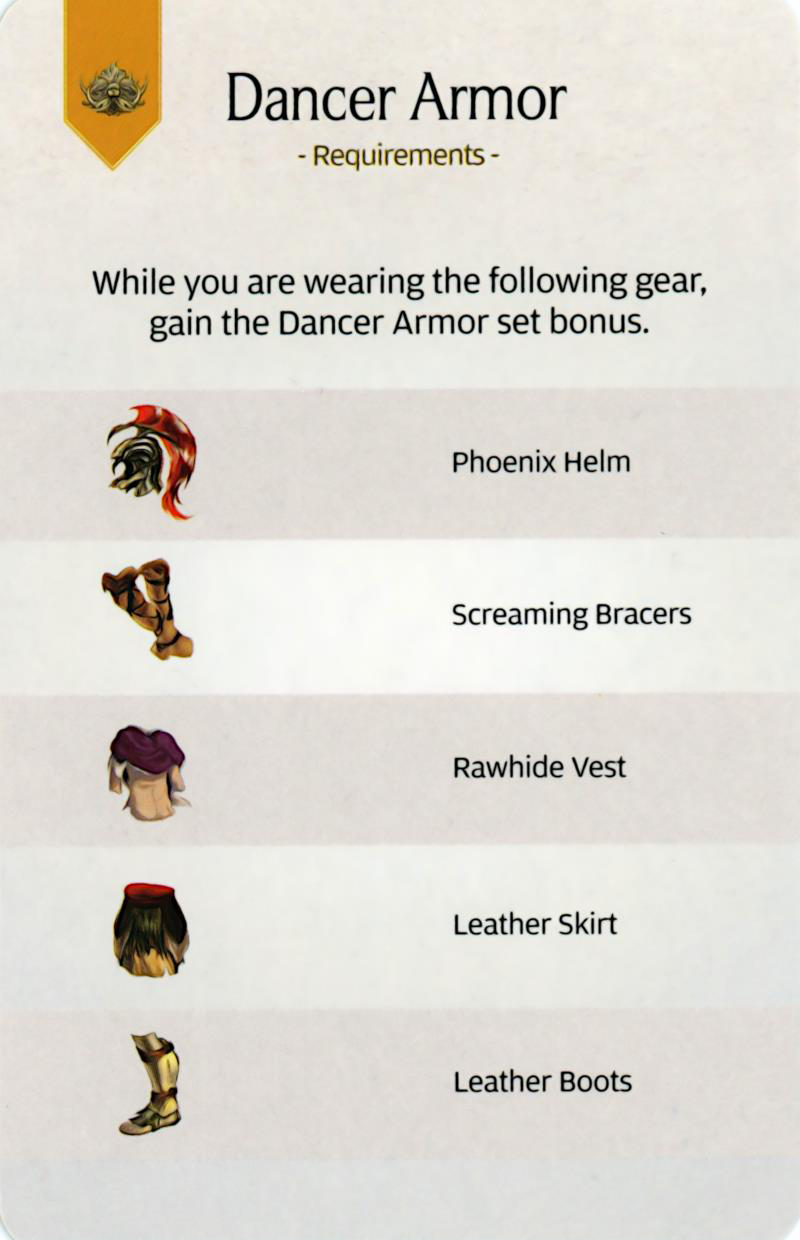 Dancer Armor
- Requirements -
While you are wearing the following gear,
gain the Dancer Armor set bonus.
Phoenix Helm
Screaming Bracers
Rawhide Vest
Leather Skirt
Leather Boots